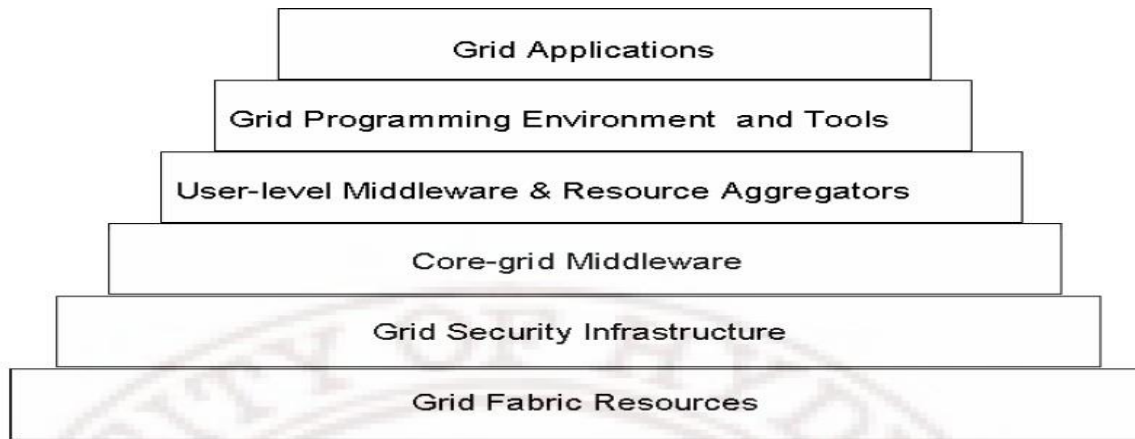 Grid Applications
Grid Programming Environment and Tools
User-level Middleware & Resource Aggregators
Core-grid Middleware
Grid Security Infrastructure
Grid Fabric Resources